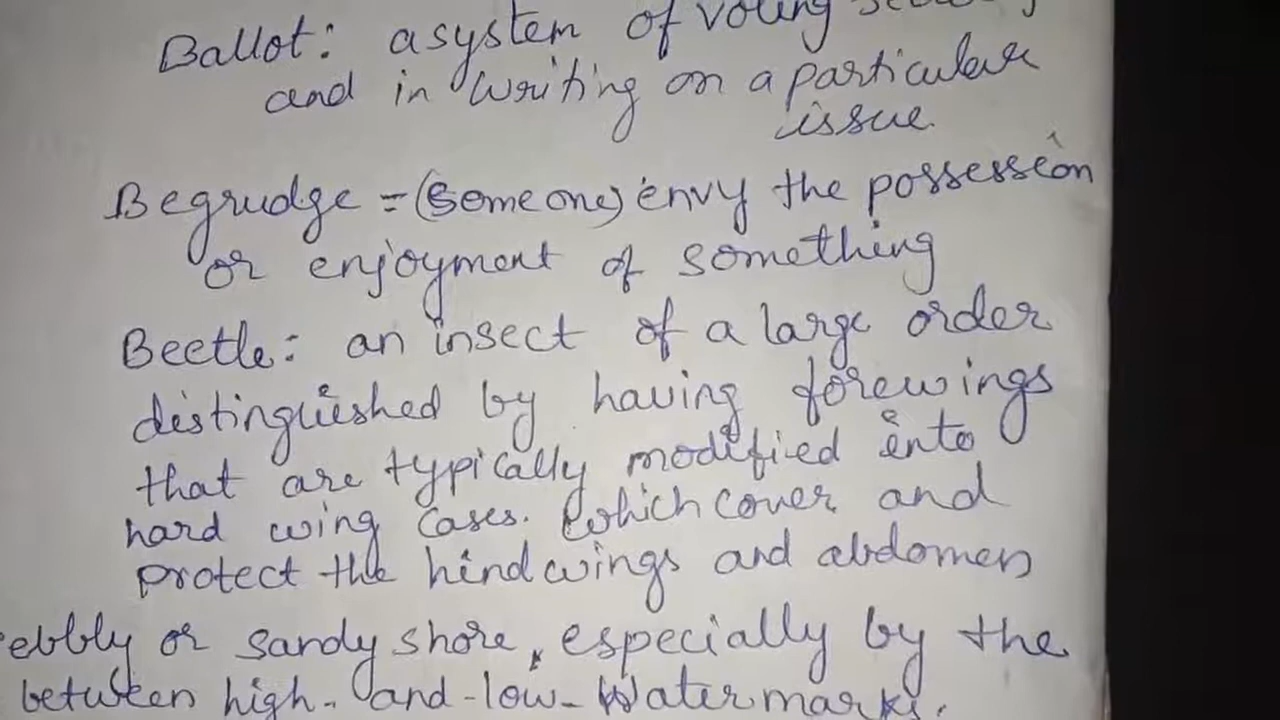 Ballot: a system of voting
and in writing on a particular
issue.
Begrudge = (someone) envy the possession
or enjoyment of something
Beetle: an insect of a large order
distinguished by having forewings
that are typically modified into
hard wing cases. which cover and
protect the hind wings and abdomen
or sandy shore, especially by the
between high- and-low-Water marks.